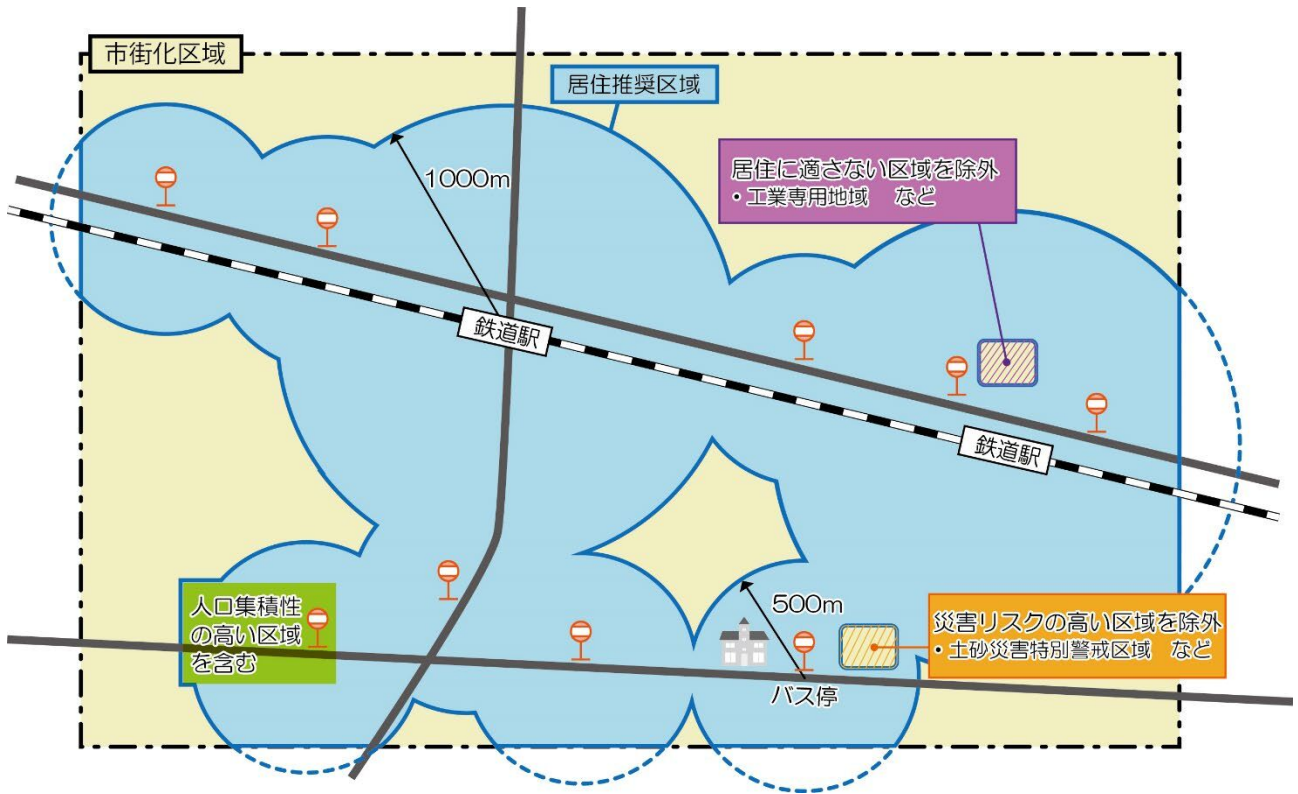 市街化区域
居住推奨区域
1000m
居住に適さない区域を除外
・工業専用地域　など
鉄道駅
鉄道駅
人口集積性
の高い区域
を含む
500m
災害リスクの高い区域を除外
・土砂災害特別警戒区域　など
バス停